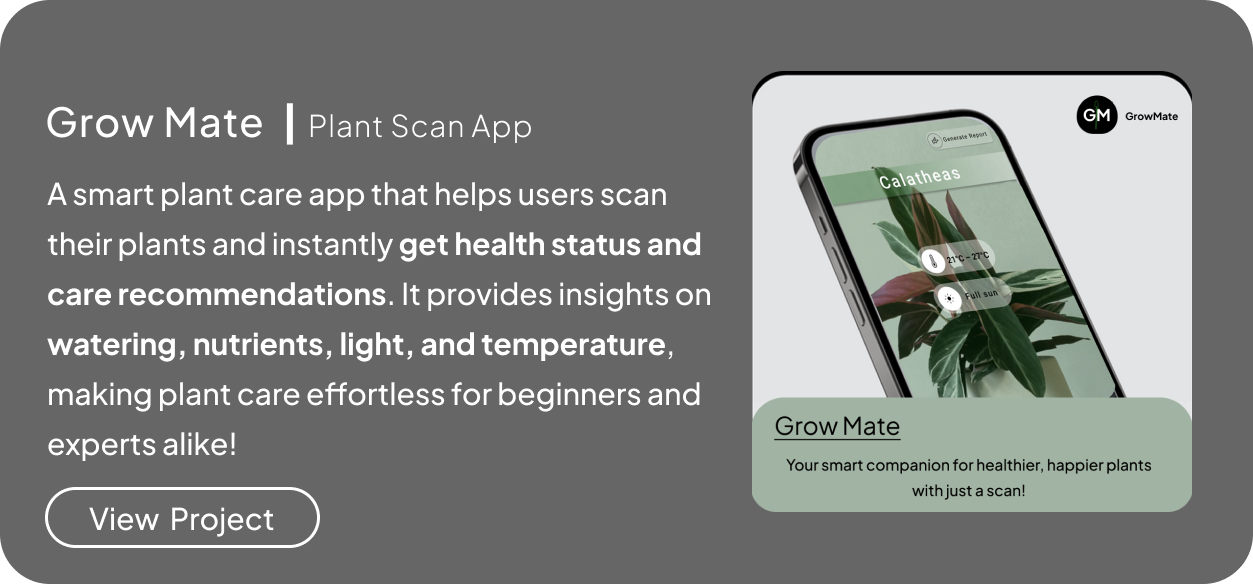 Grow Mate | Plant Scan App
A smart plant care app that helps users scan
their plants and instantly get health status and
care recommendations. It provides insights on
watering, nutrients, light, and temperature,
making plant care effortless for beginners and
experts alike!
View Project
GM GrowMate
Generate Report
Calatheas
21°C – 27°C
Full sun
Grow Mate
Your smart companion for healthier, happier plants
with just a scan!